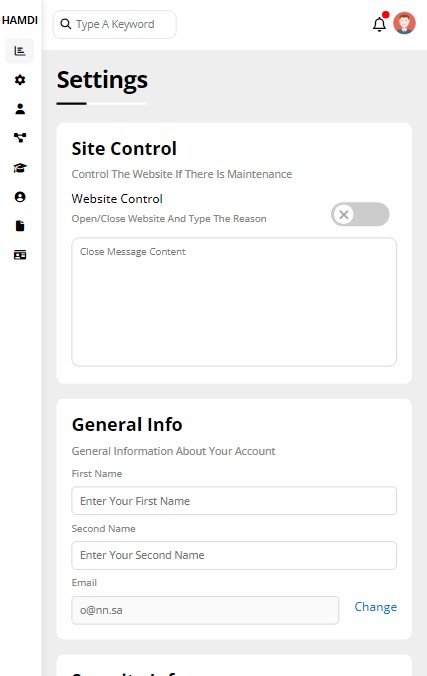 HAMDI
Type A Keyword
Settings
Site Control
Control The Website If There Is Maintenance
Website Control
Open/Close Website And Type The Reason
Close Message Content
General Info
General Information About Your Account
First Name
Enter Your First Name
Second Name
Enter Your Second Name
Email
o@nn.sa
Change